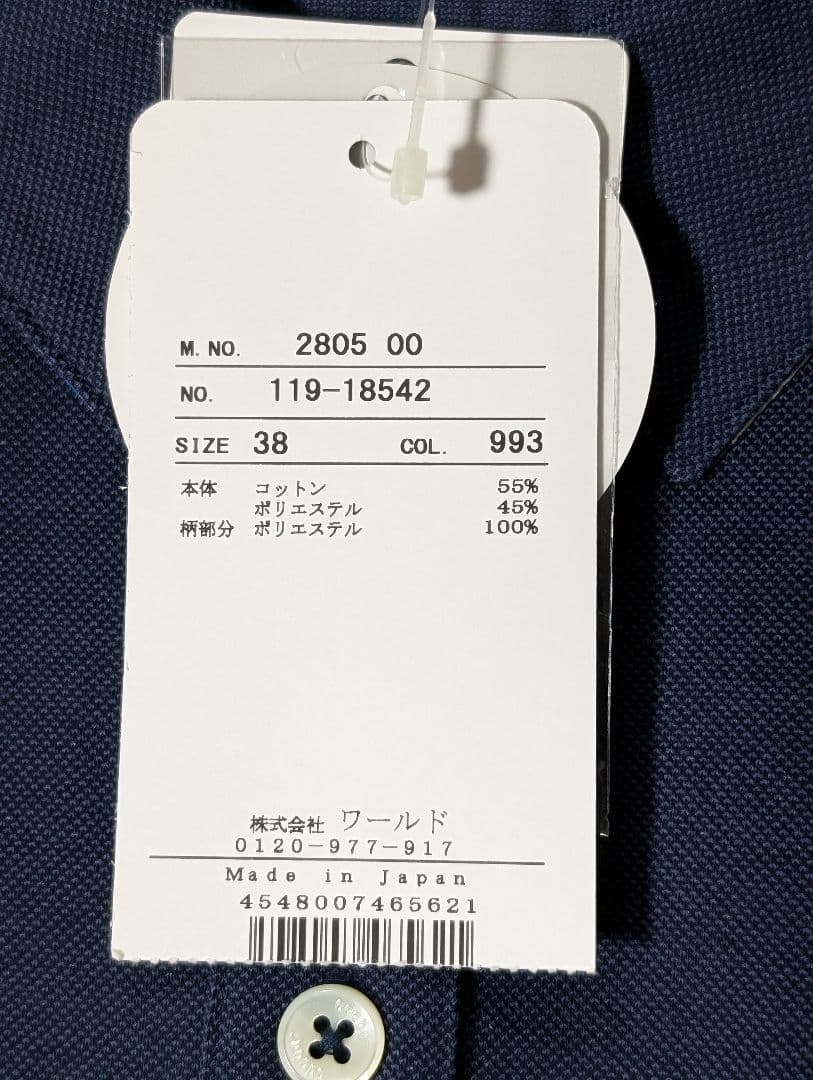 M. NO. 2805 00
NO. 119-18542
SIZE 38 COL. 993
本体 コットン 55%
ポリエステル 45%
柄部分 ポリエステル 100%
株式会社 ワールド
0120-977-917
Made in Japan
4548007465621